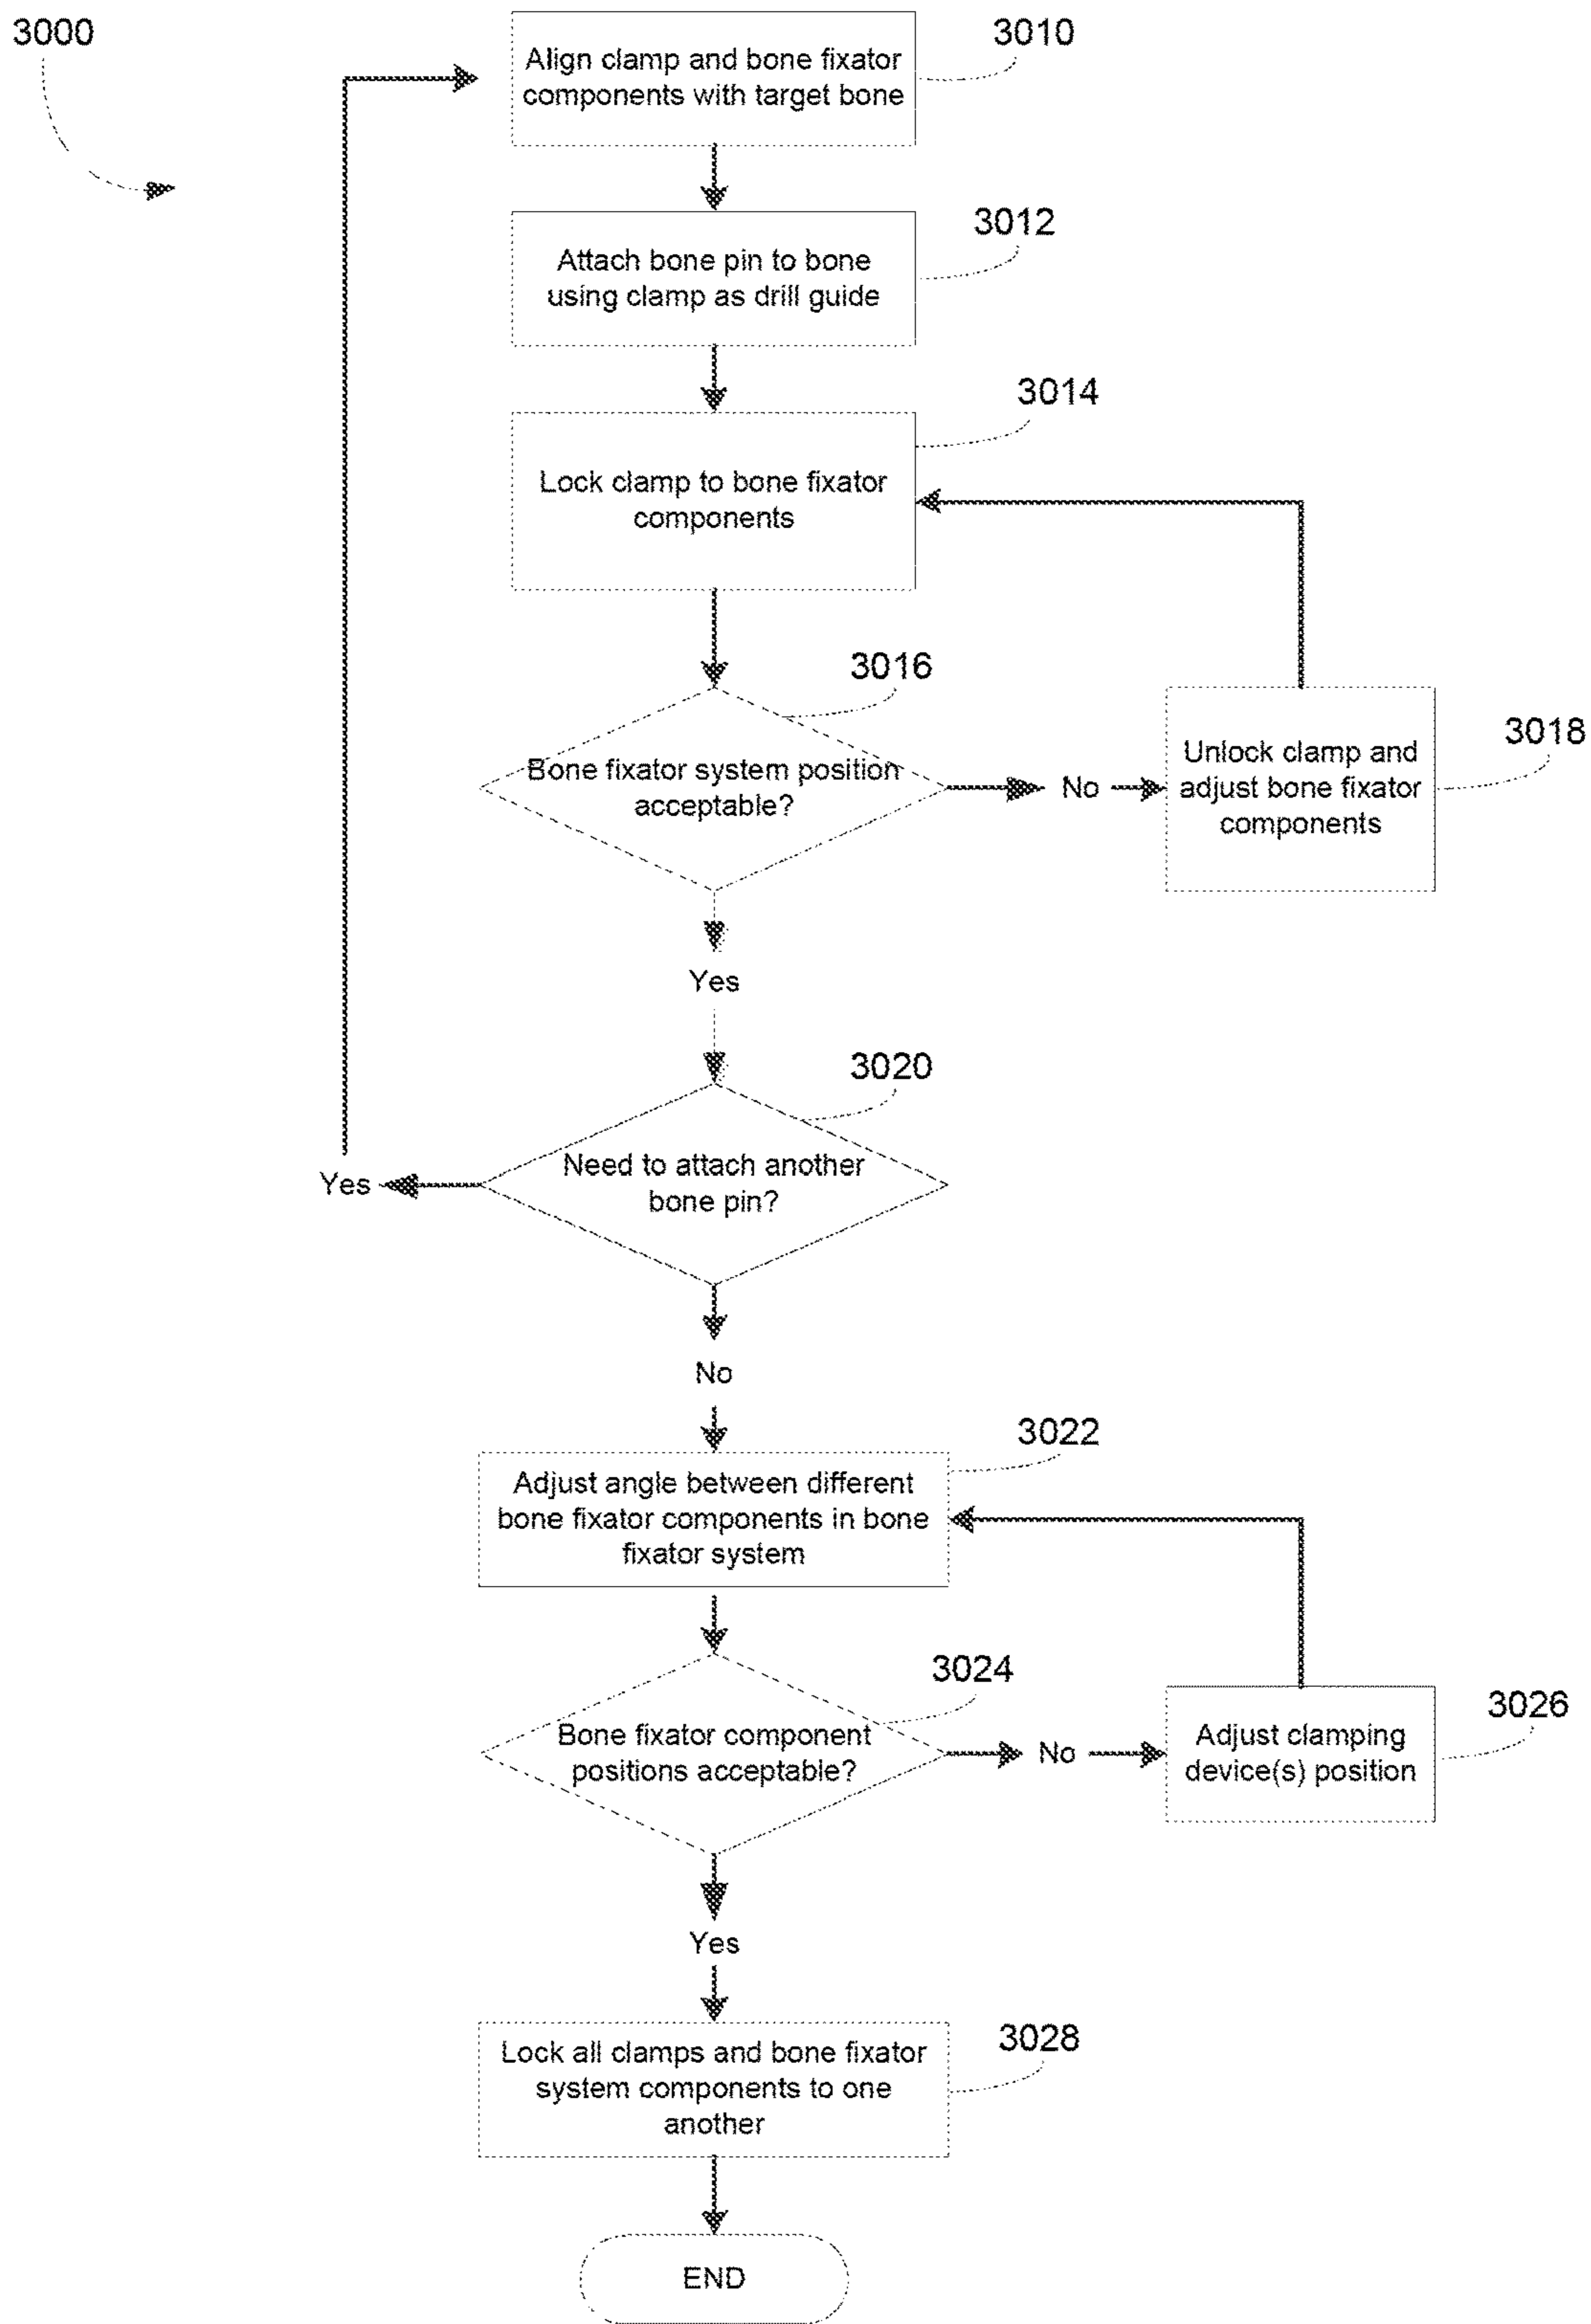 3000
3010
Align clamp and bone fixator
components with target bone
3012
Attach bone pin to bone
using clamp as drill guide
3014
Lock clamp to bone fixator
components
3016
Bone fixator system position
acceptable?
No
3018
Unlock clamp and
adjust bone fixator
components
Yes
3020
Need to attach another
bone pin?
Yes
No
3022
Adjust angle between different
bone fixator components in bone
fixator system
3024
Bone fixator component
positions acceptable?
No
3026
Adjust clamping
device(s) position
Yes
3028
Lock all clamps and bone fixator
system components to one
another
END